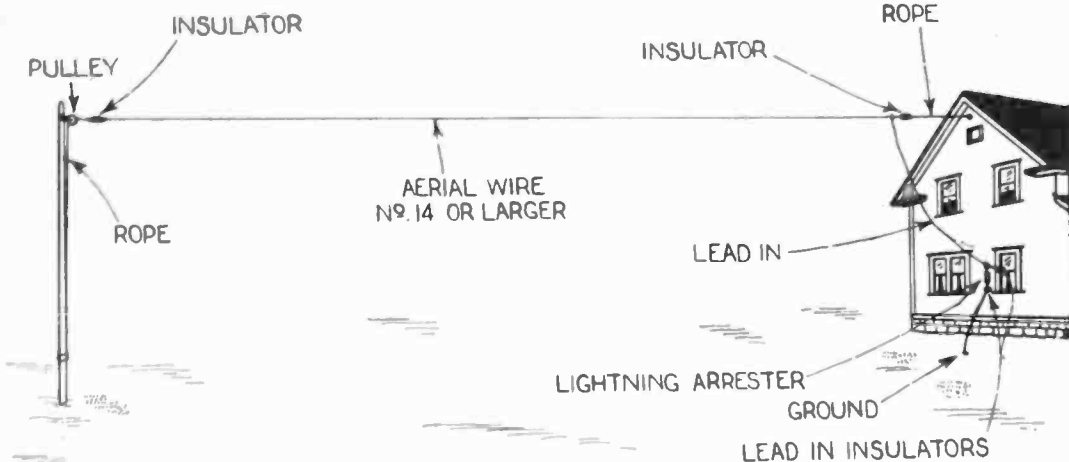 ROPE
INSULATOR
INSULATOR
PULLEY
AERIAL WIRE
Nº.14 OR LARGER
ROPE
LEAD IN
LIGHTNING ARRESTER
GROUND
LEAD IN INSULATORS